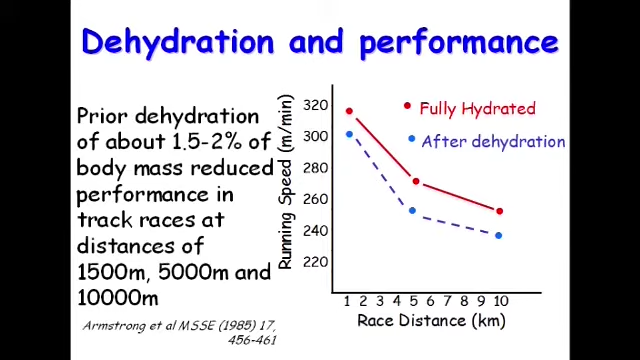 Dehydration and performance
Prior dehydration
of about 1.5-2% of
body mass reduced
performance in
track races at
distances of
1500m, 5000m and
10000m
Armstrong et al MSSE (1985) 17,
456-461
Running Speed (m/min)
320
300
280
260
240
220
Fully Hydrated
After dehydration
1 2 3 4 5 6 7 8 9 10
Race Distance (km)